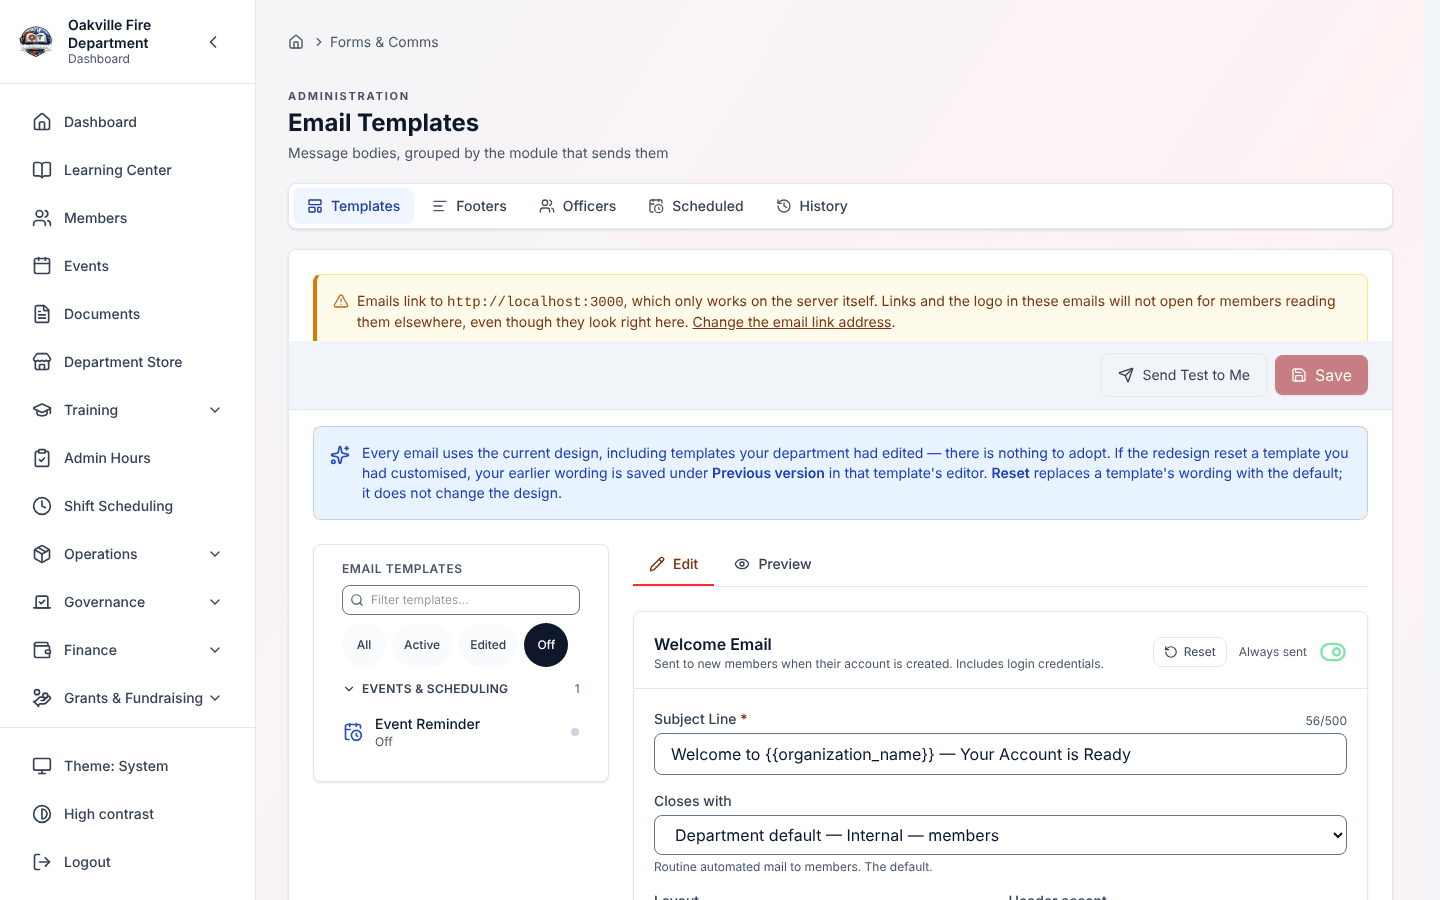 Oakville Fire
Department
Dashboard
Dashboard
Learning Center
Members
Events
Documents
Department Store
Training
Admin Hours
Shift Scheduling
Operations
Governance
Finance
Grants & Fundraising
Theme: System
High contrast
Logout
Forms & Comms
ADMINISTRATION
Email Templates
Message bodies, grouped by the module that sends them
Templates
Footers
Officers
Scheduled
History
Emails link to http://localhost:3000, which only works on the server itself. Links and the logo in these emails will not open for members reading
them elsewhere, even though they look right here. Change the email link address.
Send Test to Me
Save
Every email uses the current design, including templates your department had edited — there is nothing to adopt. If the redesign reset a template you
had customised, your earlier wording is saved under Previous version in that template's editor. Reset replaces a template's wording with the default;
it does not change the design.
EMAIL TEMPLATES
Filter templates...
All
Active
Edited
Off
EVENTS & SCHEDULING
1
Event Reminder
Off
Edit
Preview
Welcome Email
Sent to new members when their account is created. Includes login credentials.
Reset
Always sent
Subject Line *
56/500
Welcome to {{organization_name}} — Your Account is Ready
Closes with
Department default — Internal — members
Routine automated mail to members. The default.
Layout
Header accent